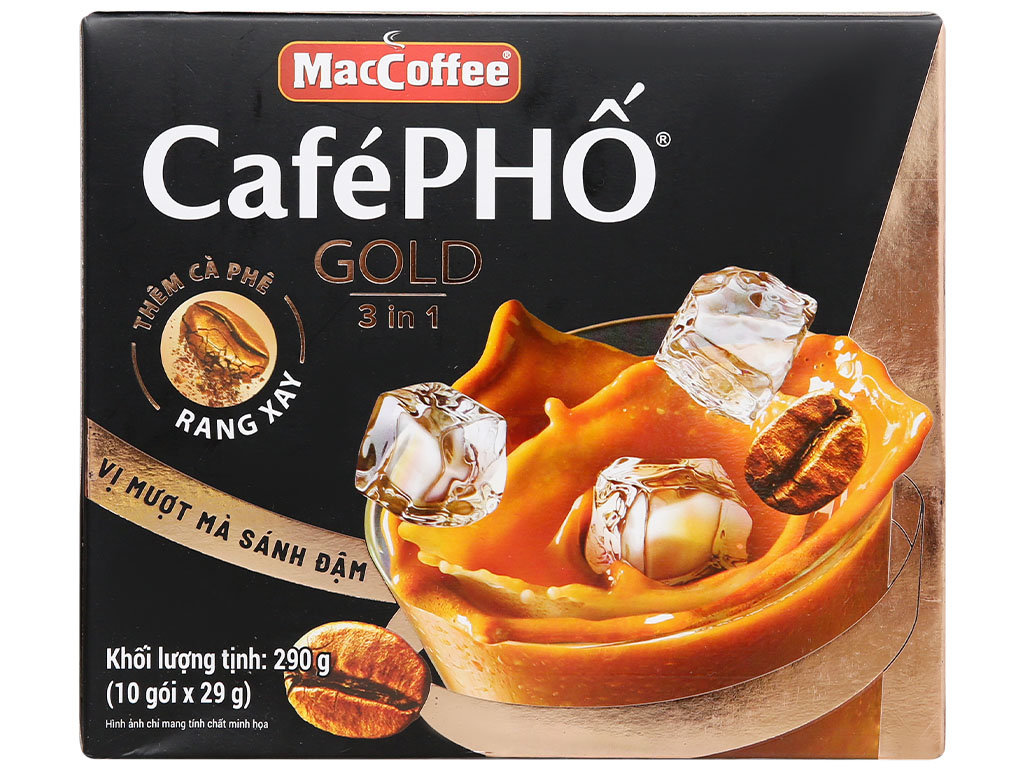 MacCoffee®
CaféPHỐ®
GOLD
3 in 1
THÊM CÀ PHÊ
RANG XAY
VỊ MƯỢT MÀ SÁNH ĐẬM
Khối lượng tịnh: 290 g
(10 gói x 29 g)
Hình ảnh chỉ mang tính chất minh họa